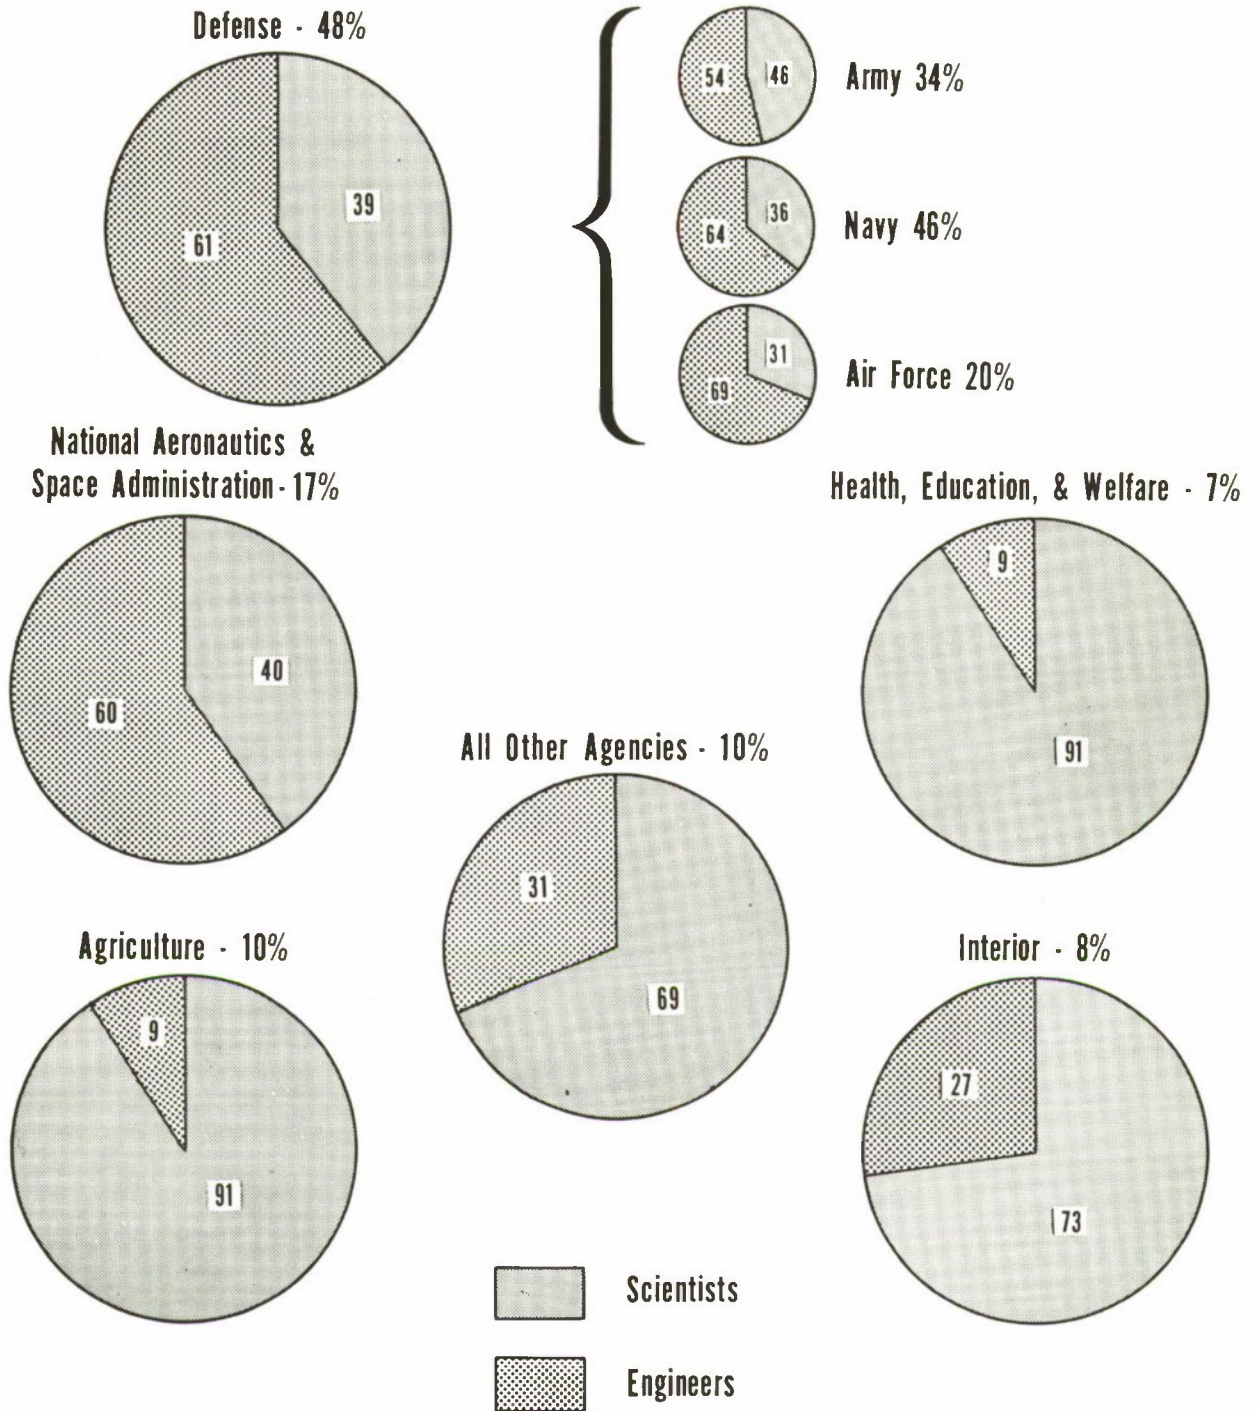 Defense - 48%
39
61
54
46
Army 34%
36
64
Navy 46%
31
69
Air Force 20%
National Aeronautics &
Space Administration - 17%
40
60
Health, Education, & Welfare - 7%
9
91
All Other Agencies - 10%
31
69
Agriculture - 10%
9
91
Interior - 8%
27
73
Scientists
Engineers